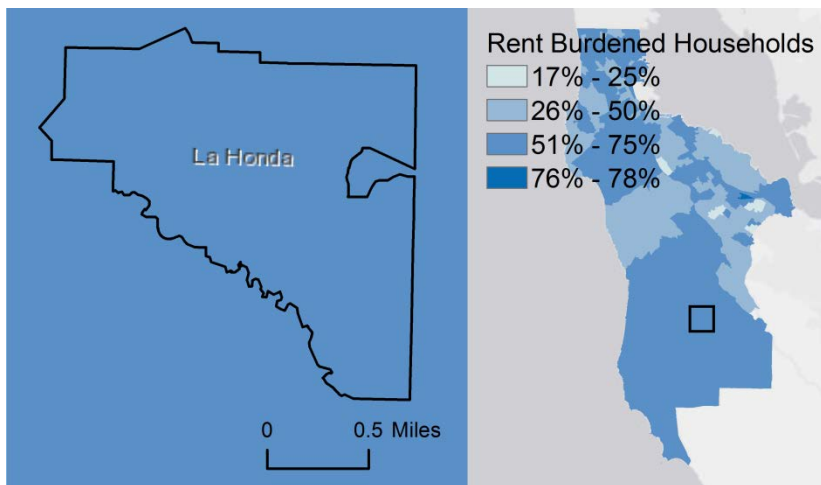 La Honda
0 0.5 Miles
Rent Burdened Households
17% - 25%
26% - 50%
51% - 75%
76% - 78%